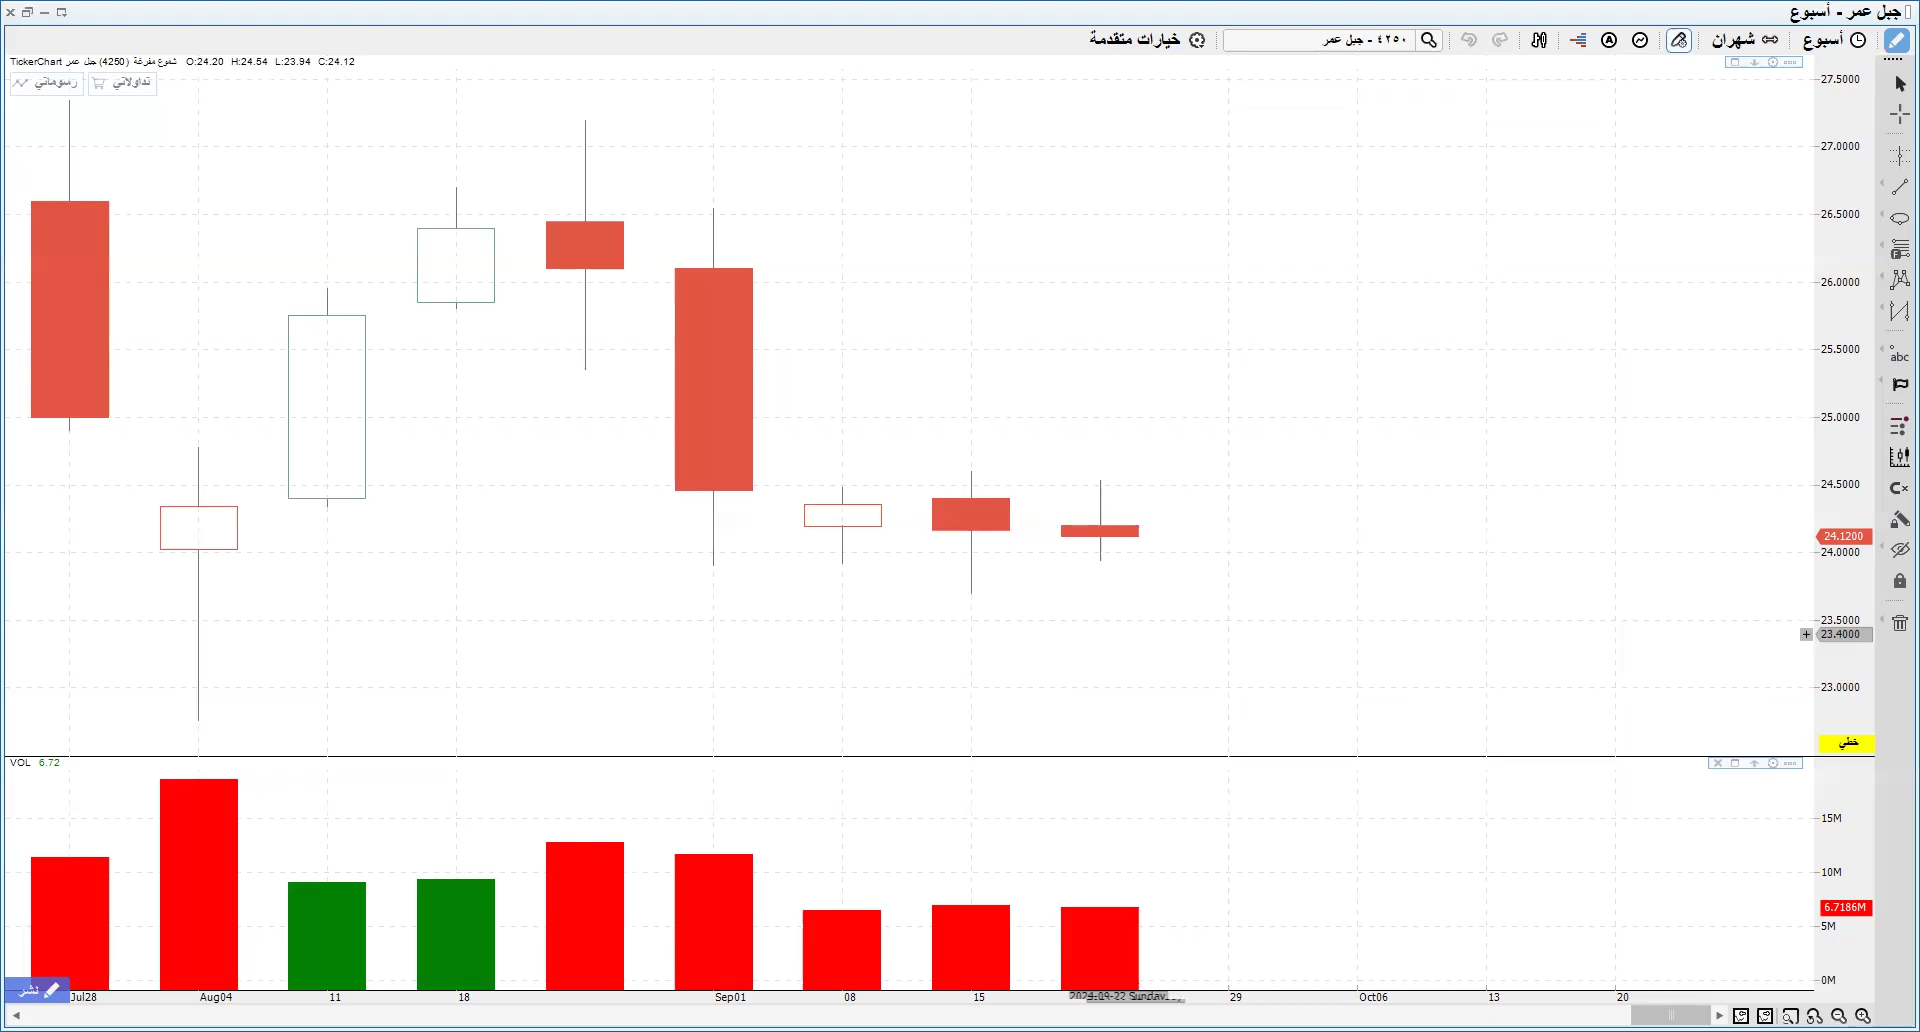 جبل عمر - أسبوع
أسبوع
شهران
٤٢٥٠ - جبل عمر
خيارات متقدمة
TickerChart شموع مفرغة (4250) جبل عمر O:24.20 H:24.54 L:23.94 C:24.12
رسوماتي
تداولاتي
27.5000
27.0000
26.5000
26.0000
25.5000
25.0000
24.5000
24.1200
24.0000
23.5000
23.4000
23.0000
خطي
abc
VOL 6.72
15M
10M
6.7186M
5M
0M
نشر
Jul28 Aug04 11 18 Sep01 08 15 2024-09-22 Sunday 29 Oct06 13 20